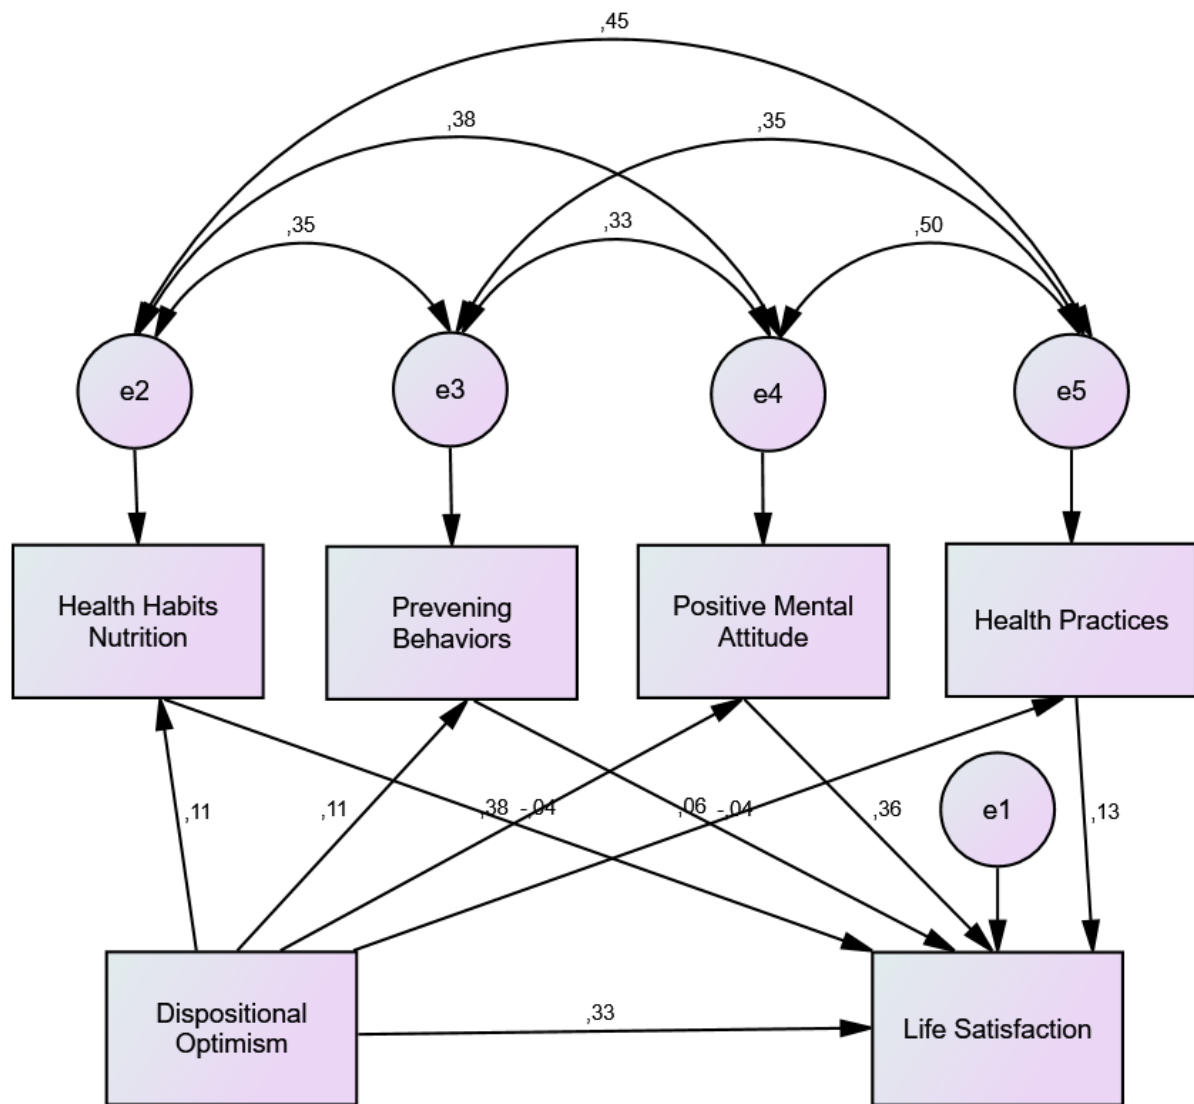 ,45
,38
,35
,35
,33
,50
e2
e3
e4
e5
Health Habits
Nutrition
Prevening
Behaviors
Positive Mental
Attitude
Health Practices
,11
,11
,38
-,04
,06
-,04
,36
e1
,13
Dispositional
Optimism
,33
Life Satisfaction